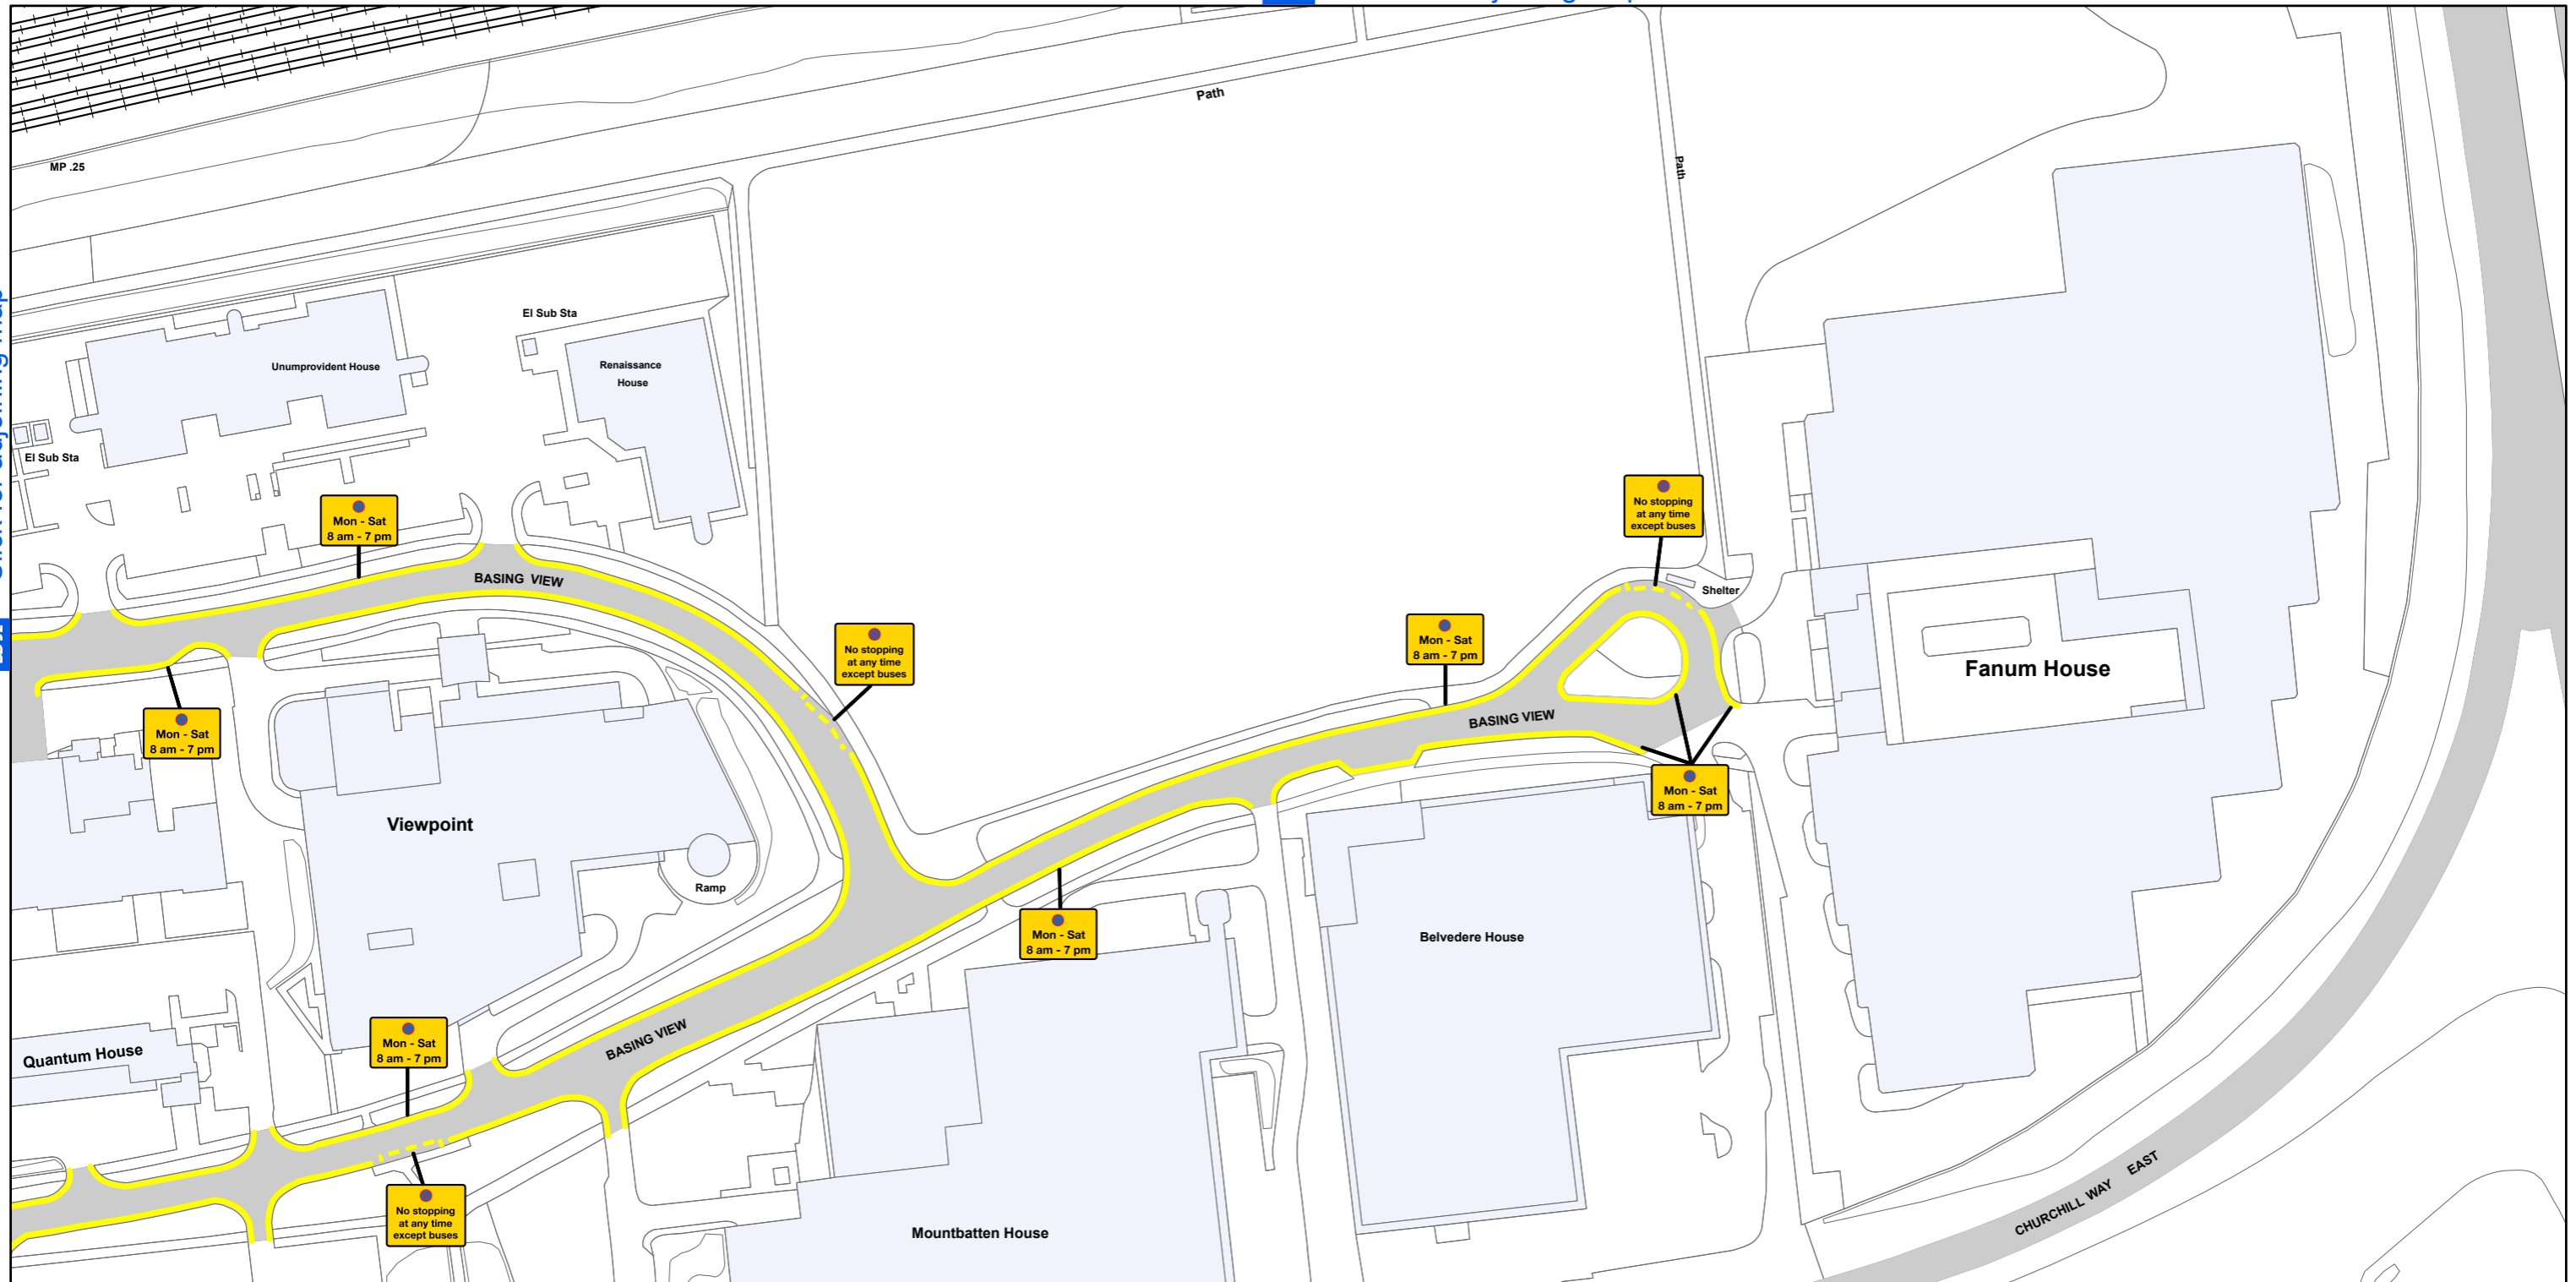 Path
Path
MP .25
El Sub Sta
Unumprovident House
Renaissance
House
El Sub Sta
Mon - Sat
8 am - 7 pm
No stopping
at any time
except buses
BASING VIEW
Shelter
No stopping
at any time
except buses
Mon - Sat
8 am - 7 pm
Fanum House
BASING VIEW
Mon - Sat
8 am - 7 pm
Mon - Sat
8 am - 7 pm
Viewpoint
Ramp
Mon - Sat
8 am - 7 pm
Belvedere House
BASING VIEW
Mon - Sat
8 am - 7 pm
Quantum House
No stopping
at any time
except buses
Mountbatten House
CHURCHILL WAY EAST